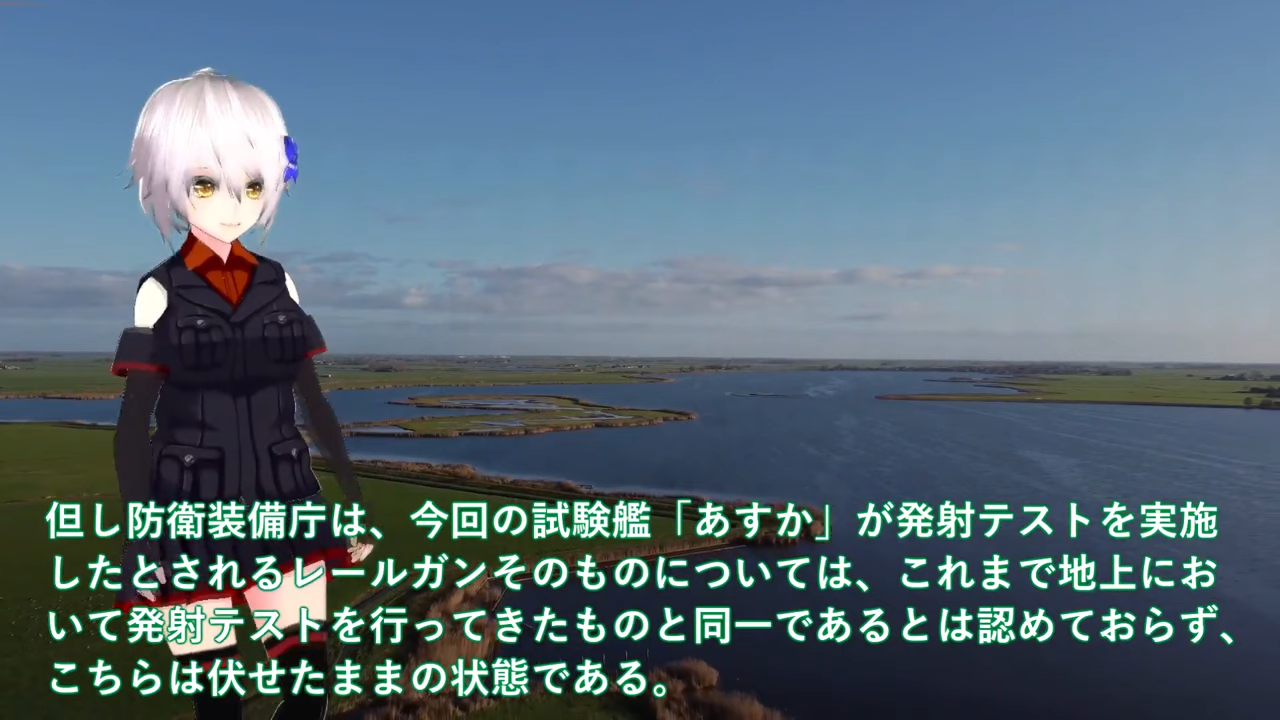 但し防衛装備庁は、今回の試験艦「あすか」が発射テストを実施
したとされるレールガンそのものについては、これまで地上にお
いて発射テストを行ってきたものと同一であるとは認めておらず、
こちらは伏せたままの状態である。